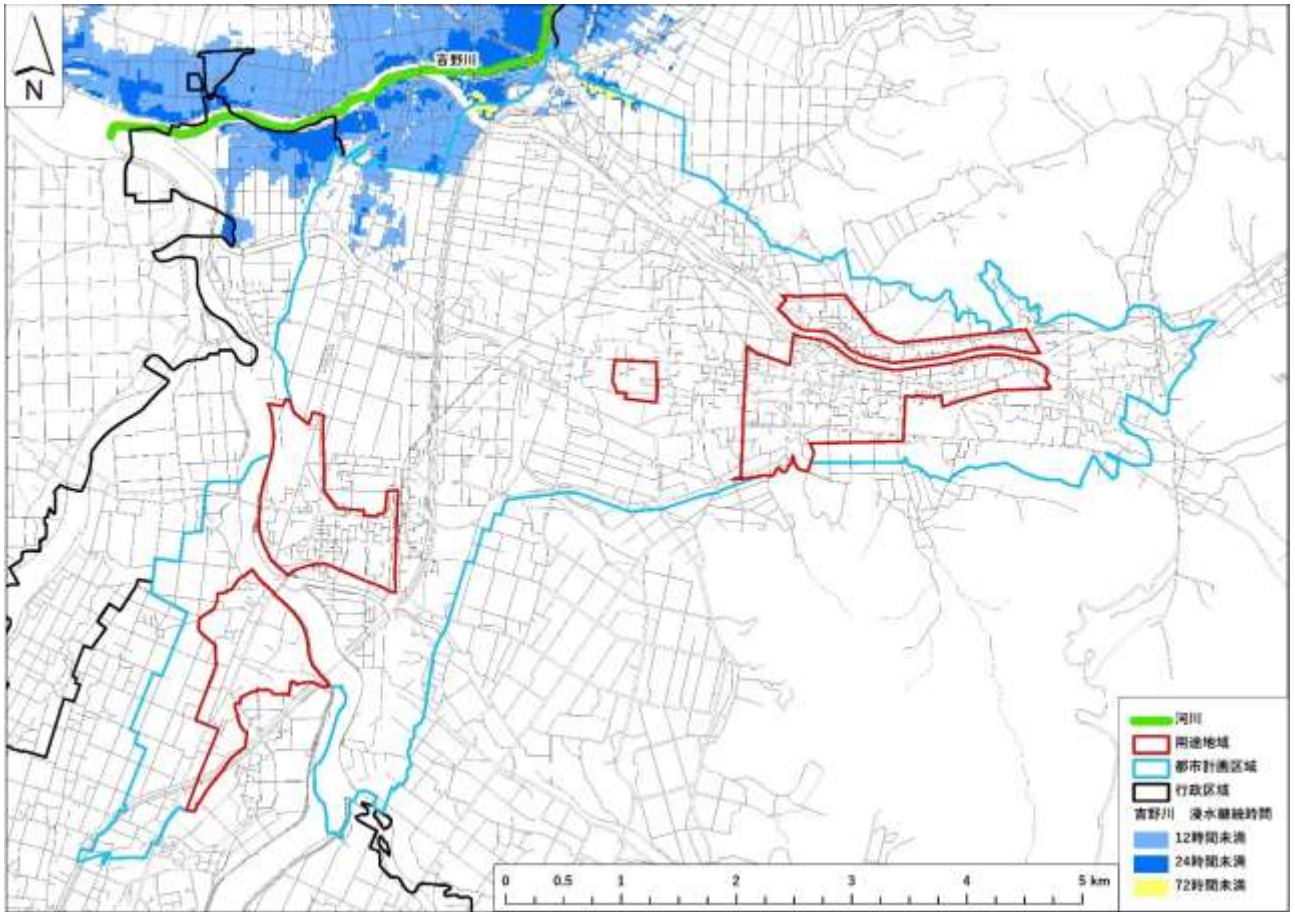 N
吉野川
河川
用途地域
都市計画区域
行政区域
吉野川 浸水継続時間
12時間未満
24時間未満
72時間未満
0 0.5 1 2 3 4 5 km